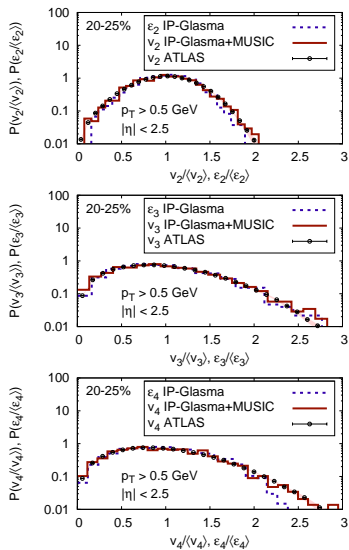 P(v2/⟨v2⟩), P(ε2/⟨ε2⟩)
20-25%
ε2 IP-Glasma
v2 IP-Glasma+MUSIC
v2 ATLAS
pT > 0.5 GeV
|η| < 2.5
10
1
0.1
0.01
0 0.5 1 1.5 2 2.5 3
v2/⟨v2⟩, ε2/⟨ε2⟩
P(v3/⟨v3⟩), P(ε3/⟨ε3⟩)
20-25%
ε3 IP-Glasma
v3 IP-Glasma+MUSIC
v3 ATLAS
pT > 0.5 GeV
|η| < 2.5
10
1
0.1
0.01
0 0.5 1 1.5 2 2.5 3
v3/⟨v3⟩, ε3/⟨ε3⟩
P(v4/⟨v4⟩), P(ε4/⟨ε4⟩)
20-25%
ε4 IP-Glasma
v4 IP-Glasma+MUSIC
v4 ATLAS
pT > 0.5 GeV
|η| < 2.5
10
1
0.1
0.01
0 0.5 1 1.5 2 2.5 3
v4/⟨v4⟩, ε4/⟨ε4⟩